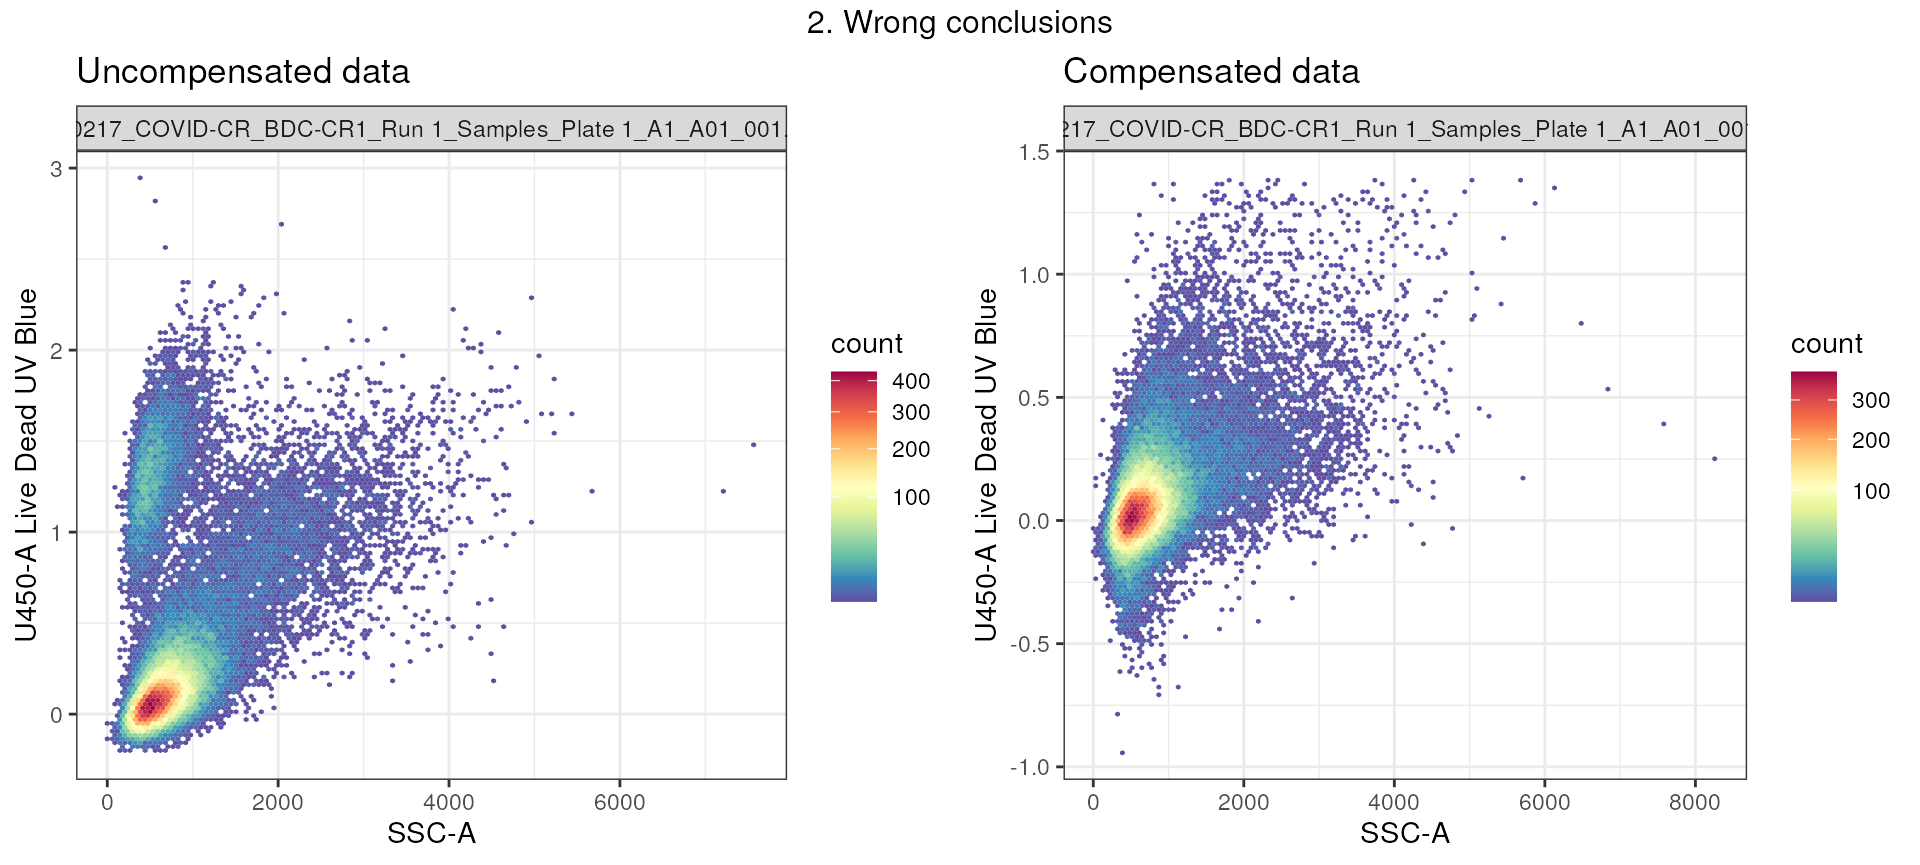 2. Wrong conclusions
Uncompensated data
0217_COVID-CR_BDC-CR1_Run 1_Samples_Plate 1_A1_A01_001.
3
2
1
0
U450-A Live Dead UV Blue
0
2000
4000
6000
SSC-A
count
400
300
200
100
Compensated data
217_COVID-CR_BDC-CR1_Run 1_Samples_Plate 1_A1_A01_00
1.5
1.0
0.5
0.0
-0.5
-1.0
U450-A Live Dead UV Blue
0
2000
4000
6000
8000
SSC-A
count
300
200
100